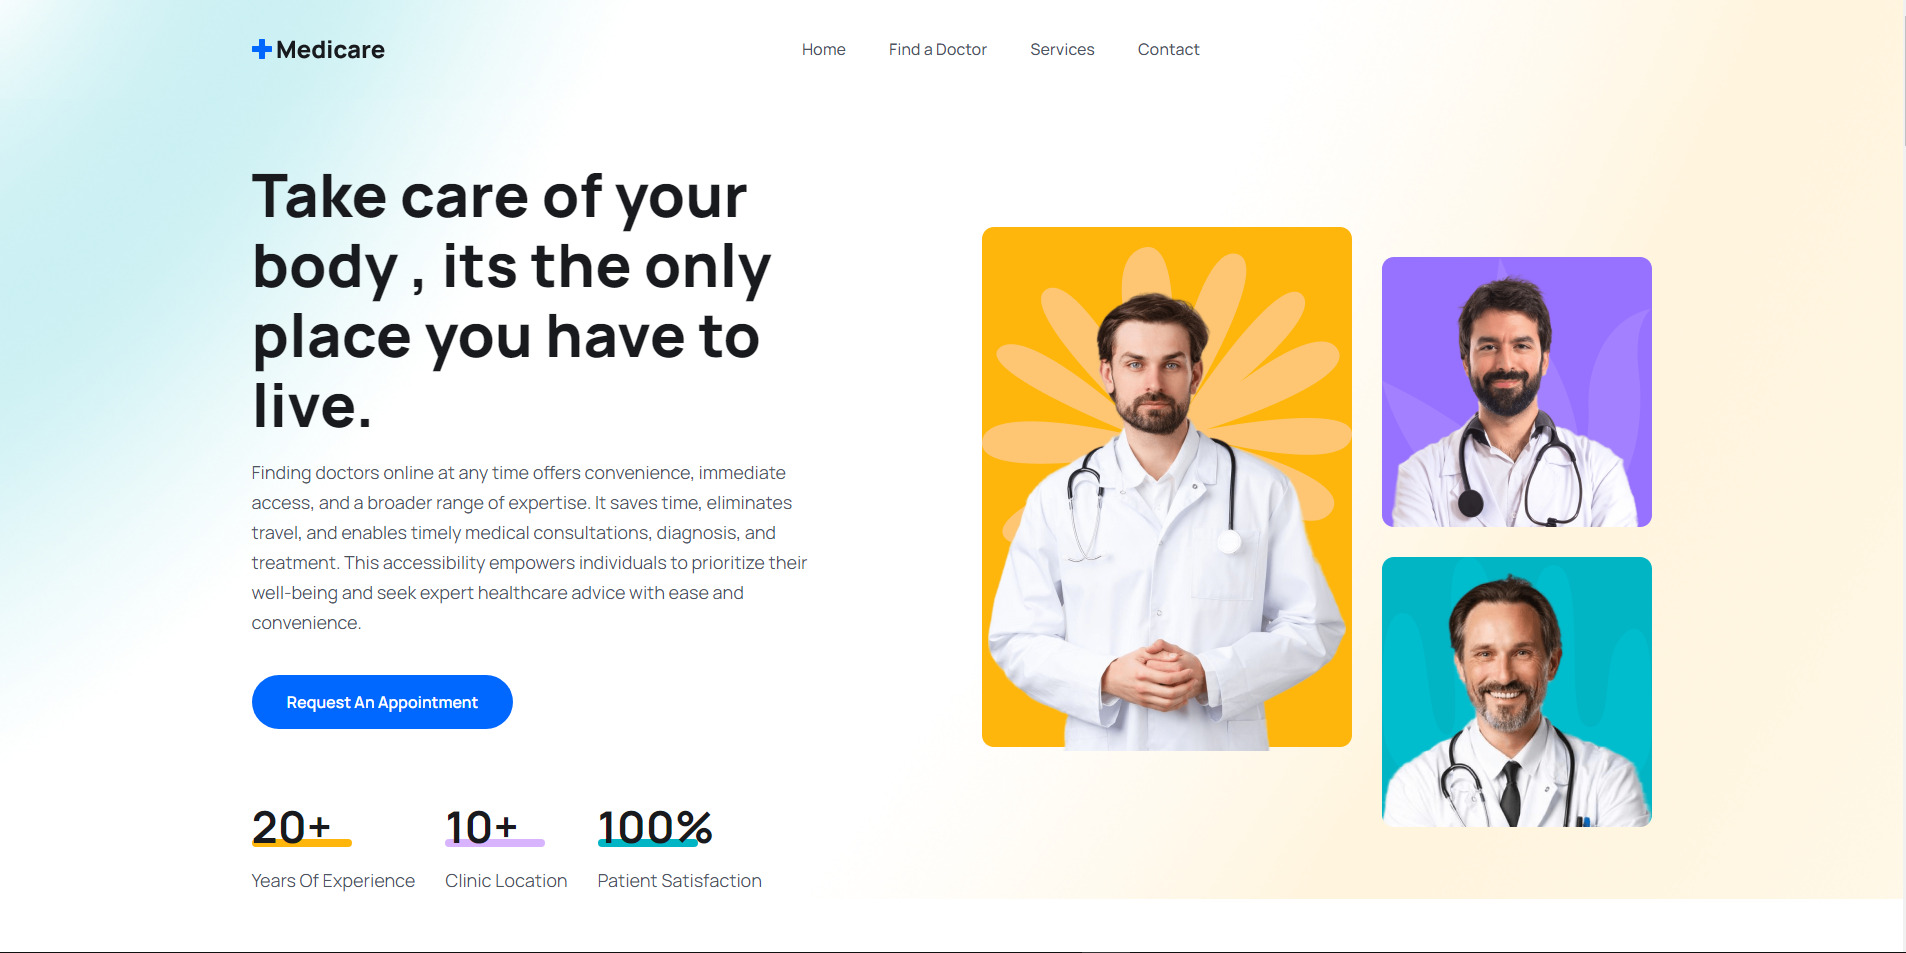 Medicare
Home Find a Doctor Services Contact
Take care of your
body , its the only
place you have to
live.
Finding doctors online at any time offers convenience, immediate
access, and a broader range of expertise. It saves time, eliminates
travel, and enables timely medical consultations, diagnosis, and
treatment. This accessibility empowers individuals to prioritize their
well-being and seek expert healthcare advice with ease and
convenience.
Request An Appointment
20+ 10+ 100%
Years Of Experience Clinic Location Patient Satisfaction